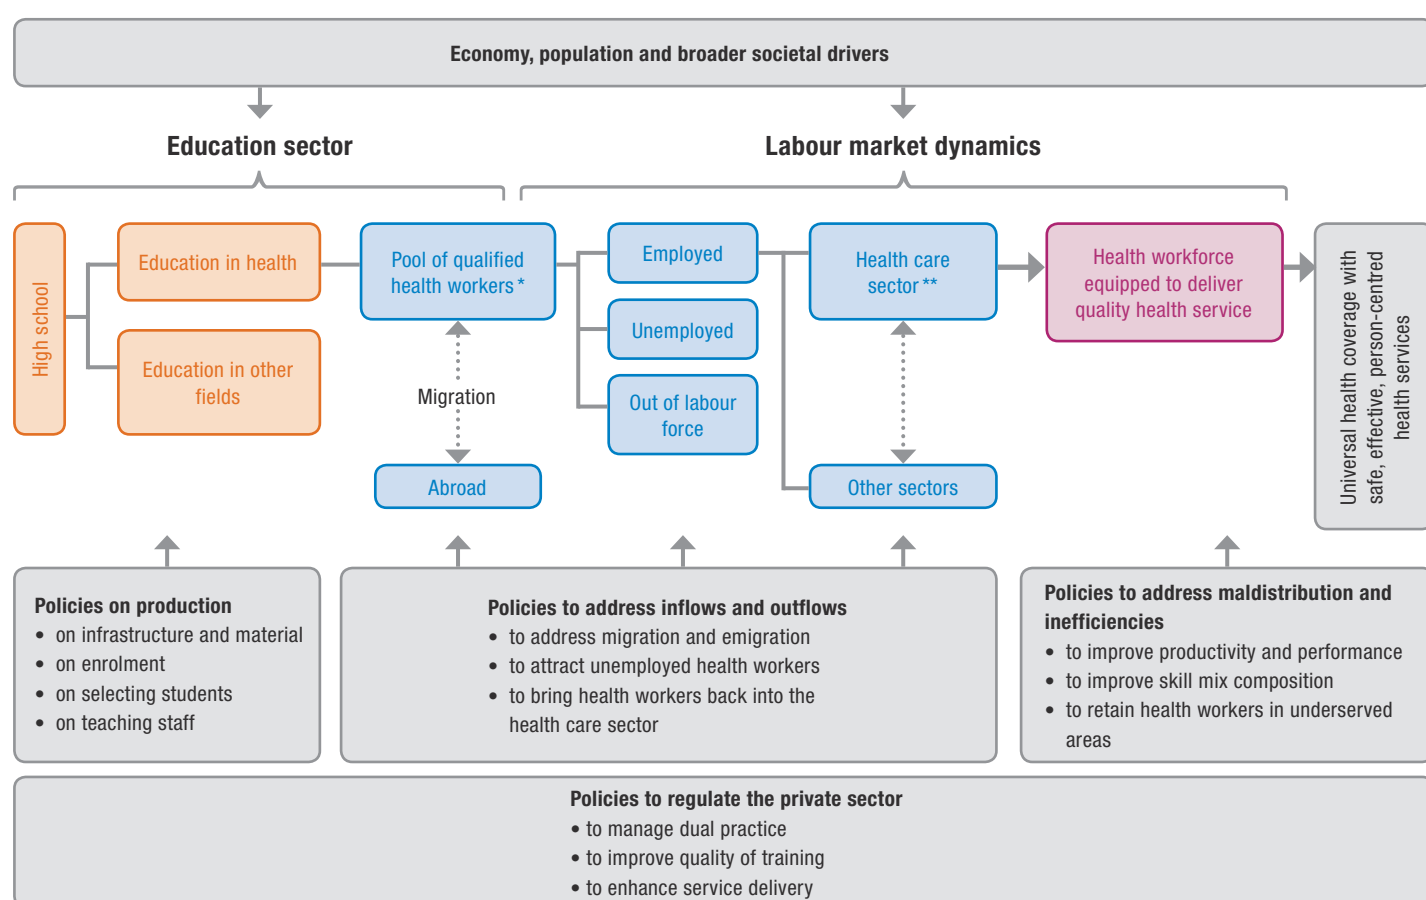 Economy, population and broader societal drivers
Education sector
Labour market dynamics
High school
Education in health
Education in other
fields
Pool of qualified
health workers *
Migration
Abroad
Employed
Unemployed
Out of labour
force
Health care
sector **
Other sectors
Health workforce
equipped to deliver
quality health service
Universal health coverage with
safe, effective, person-centred
health services
Policies on production
• on infrastructure and material
• on enrolment
• on selecting students
• on teaching staff
Policies to address inflows and outflows
• to address migration and emigration
• to attract unemployed health workers
• to bring health workers back into the
health care sector
Policies to address maldistribution and
inefficiencies
• to improve productivity and performance
• to improve skill mix composition
• to retain health workers in underserved
areas
Policies to regulate the private sector
• to manage dual practice
• to improve quality of training
• to enhance service delivery